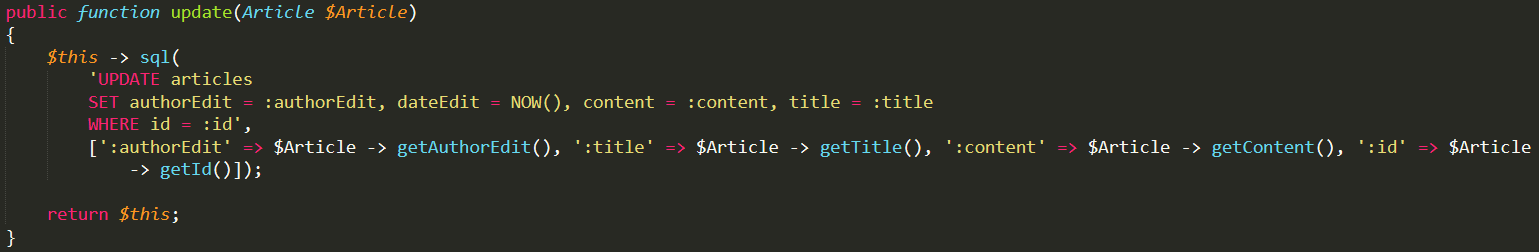 public function update(Article $Article)
{
    $this -> sql(
        'UPDATE articles
        SET authorEdit = :authorEdit, dateEdit = NOW(), content = :content, title = :title
        WHERE id = :id',
        [':authorEdit' => $Article -> getAuthorEdit(), ':title' => $Article -> getTitle(), ':content' => $Article -> getContent(), ':id' => $Article
            -> getId()]);

    return $this;
}